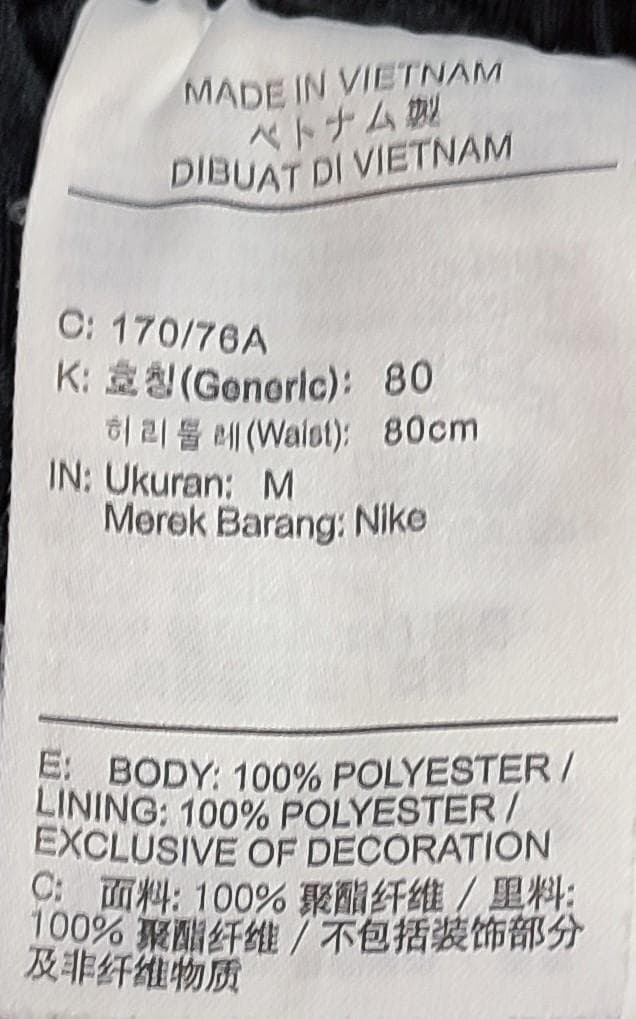 MADE IN VIETNAM
ベトナム製
DIBUAT DI VIETNAM
C: 170/76A
K: 호칭(Generic): 80
허리둘레(Waist): 80cm
IN: Ukuran: M
Merek Barang: Nike
E: BODY: 100% POLYESTER /
LINING: 100% POLYESTER /
EXCLUSIVE OF DECORATION
C: 面料: 100% 聚酯纤维 / 里料:
100% 聚酯纤维 / 不包括装饰部分
及非纤维物质